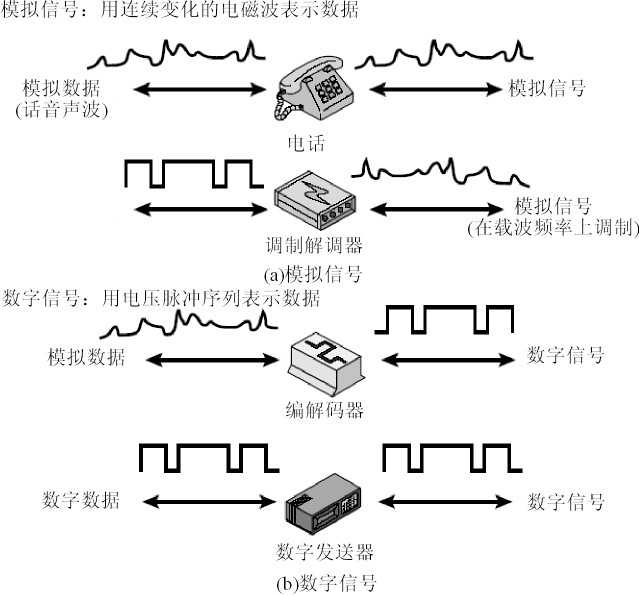 模拟信号：用连续变化的电磁波表示数据
模拟数据
(话音声波)
模拟信号
电话
模拟信号
(在载波频率上调制)
调制解调器
(a)模拟信号
数字信号：用电压脉冲序列表示数据
模拟数据
数字信号
编解码器
数字数据
数字信号
数字发送器
(b)数字信号